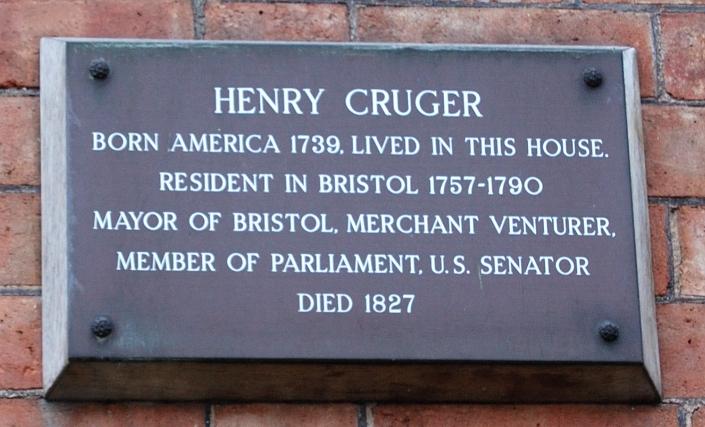 HENRY CRUGER
BORN AMERICA 1739. LIVED IN THIS HOUSE.
RESIDENT IN BRISTOL 1757-1790
MAYOR OF BRISTOL, MERCHANT VENTURER,
MEMBER OF PARLIAMENT, U.S. SENATOR
DIED 1827